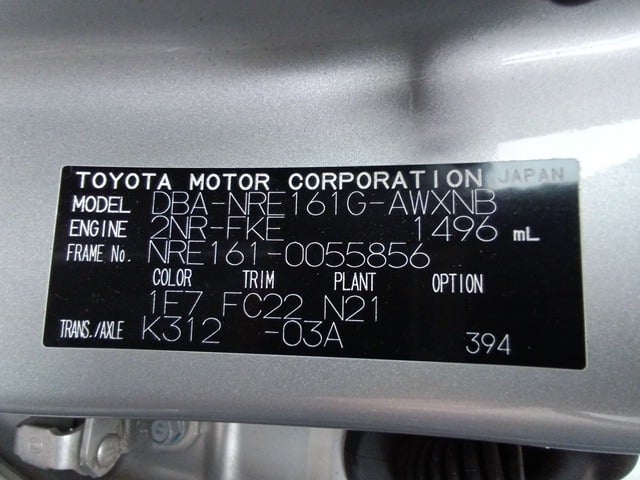 TOYOTA MOTOR CORPORATION JAPAN
MODEL DBA-NRE161G-AWXNB
ENGINE 2NR-FKE 1496 mL
FRAME No. NRE161-0055856
COLOR TRIM PLANT OPTION
1F7 FC22 N21
TRANS./AXLE K312 -03A 394